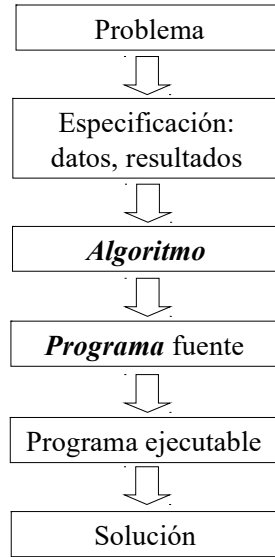 Problema
Especificación:
datos, resultados
Algoritmo
Programa fuente
Programa ejecutable
Solución